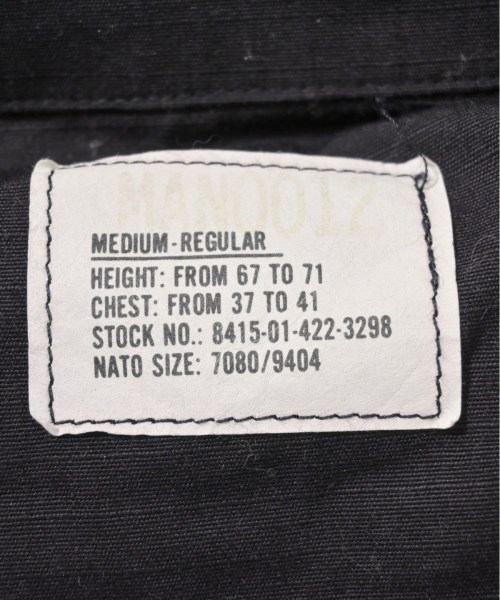 MEDIUM-REGULAR
HEIGHT: FROM 67 TO 71
CHEST: FROM 37 TO 41
STOCK NO.: 8415-01-422-3298
NATO SIZE: 7080/9404